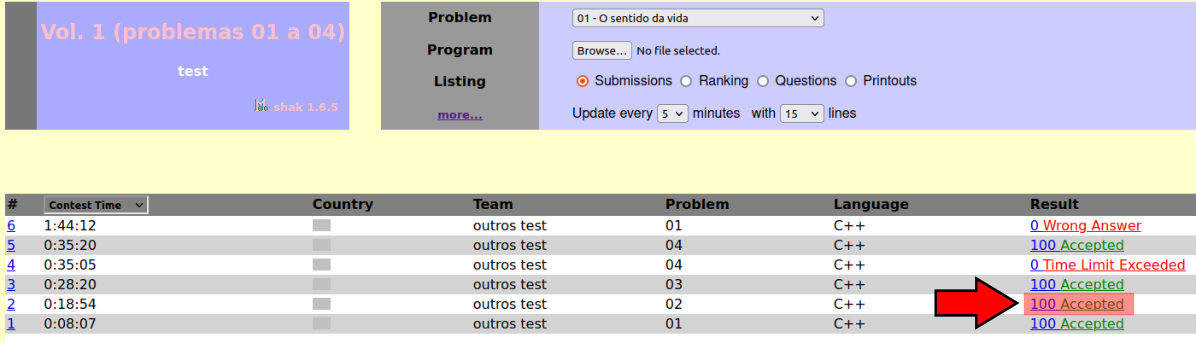 Vol. 1 (problemas 01 a 04)
test
shak 1.6.5
Problem 01 - O sentido da vida
Program Browse... No file selected.
Listing Submissions Ranking Questions Printouts
more... Update every 5 minutes with 15 lines
# Contest Time Country Team Problem Language Result
6 1:44:12 outros test 01 C++ 0 Wrong Answer
5 0:35:20 outros test 04 C++ 100 Accepted
4 0:35:05 outros test 04 C++ 0 Time Limit Exceeded
3 0:28:20 outros test 03 C++ 100 Accepted
2 0:18:54 outros test 02 C++ 100 Accepted
1 0:08:07 outros test 01 C++ 100 Accepted